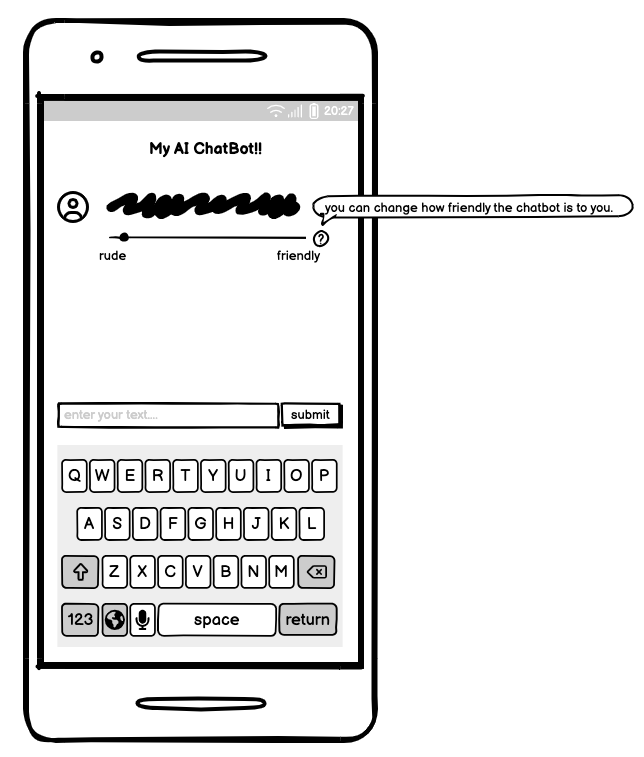 20:27
My AI ChatBot!!
you can change how friendly the chatbot is to you.
?
rude friendly
enter your text.... submit
Q W E R T Y U I O P
A S D F G H J K L
Z X C V B N M
123 space return